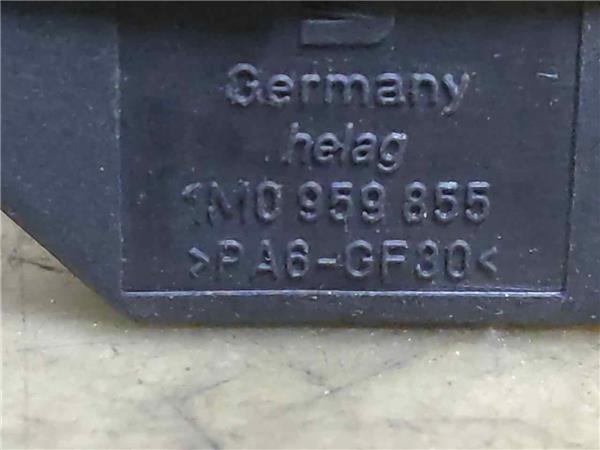 Germany
helag
1M0 959 855
>PA6-GF30<